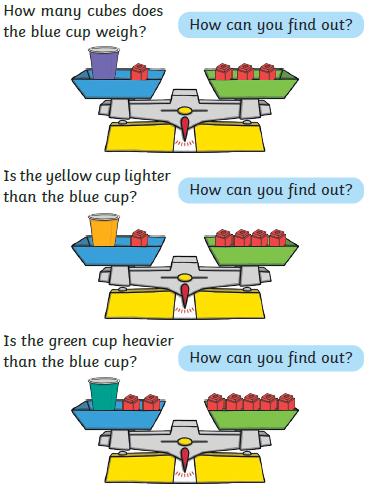 How many cubes does
the blue cup weigh?
How can you find out?
Is the yellow cup lighter
than the blue cup?
How can you find out?
Is the green cup heavier
than the blue cup?
How can you find out?